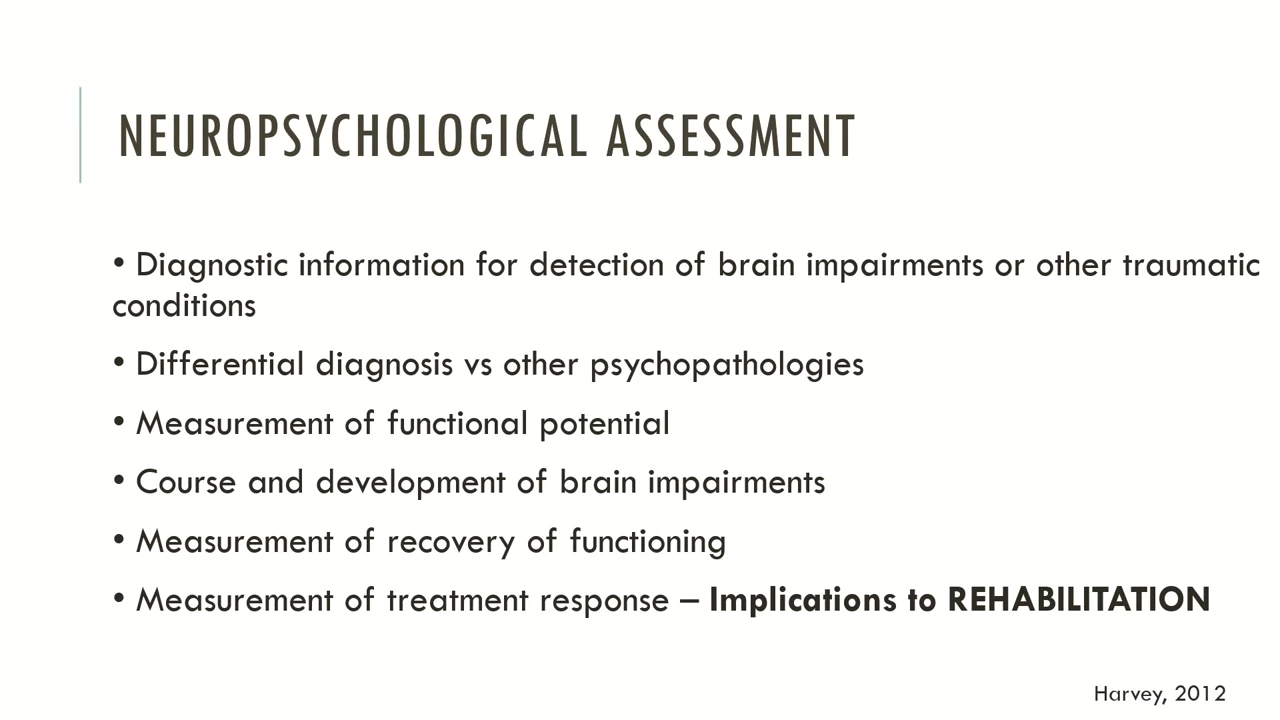 NEUROPSYCHOLOGICAL ASSESSMENT
• Diagnostic information for detection of brain impairments or other traumatic
conditions
• Differential diagnosis vs other psychopathologies
• Measurement of functional potential
• Course and development of brain impairments
• Measurement of recovery of functioning
• Measurement of treatment response – Implications to REHABILITATION
Harvey, 2012